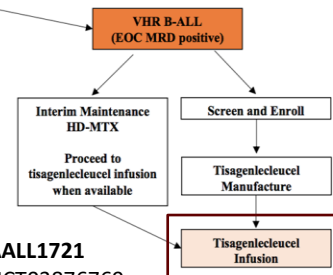 VHR B-ALL
(EOC MRD positive)
Interim Maintenance
HD-MTX
Proceed to
tisagenlecleucel infusion
when available
Screen and Enroll
Tisagenlecleucel
Manufacture
Tisagenlecleucel
Infusion
AALL1721